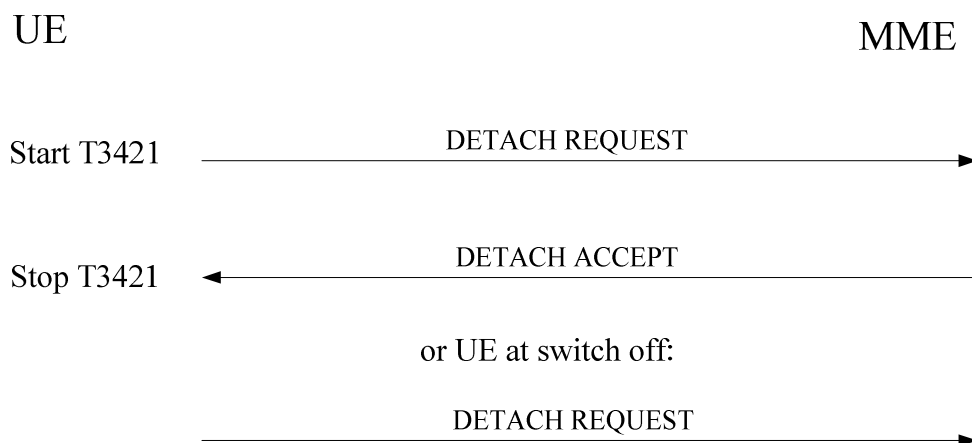 UE
MME
Start T3421
DETACH REQUEST
Stop T3421
DETACH ACCEPT
or UE at switch off:
DETACH REQUEST